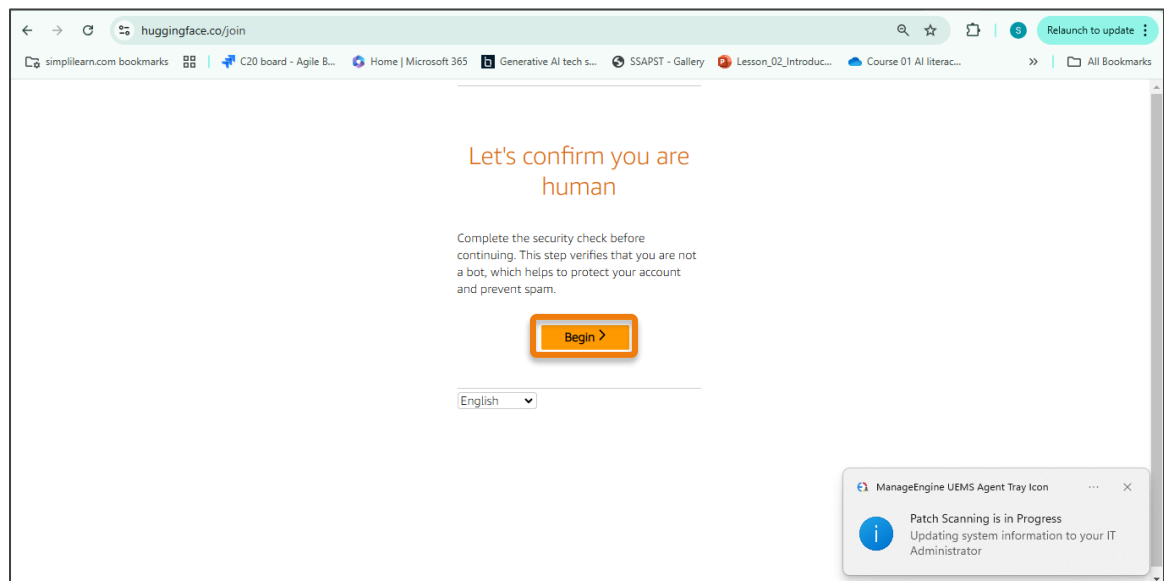 huggingface.co/join
S
Relaunch to update
simplilearn.com bookmarks
C20 board - Agile B...
Home | Microsoft 365
Generative AI tech s...
SSAPST - Gallery
Lesson_02_Introduc...
Course 01 AI literac...
»
All Bookmarks
Let's confirm you are
human
Complete the security check before
continuing. This step verifies that you are not
a bot, which helps to protect your account
and prevent spam.
Begin >
English
ManageEngine UEMS Agent Tray Icon
Patch Scanning is in Progress
Updating system information to your IT
Administrator